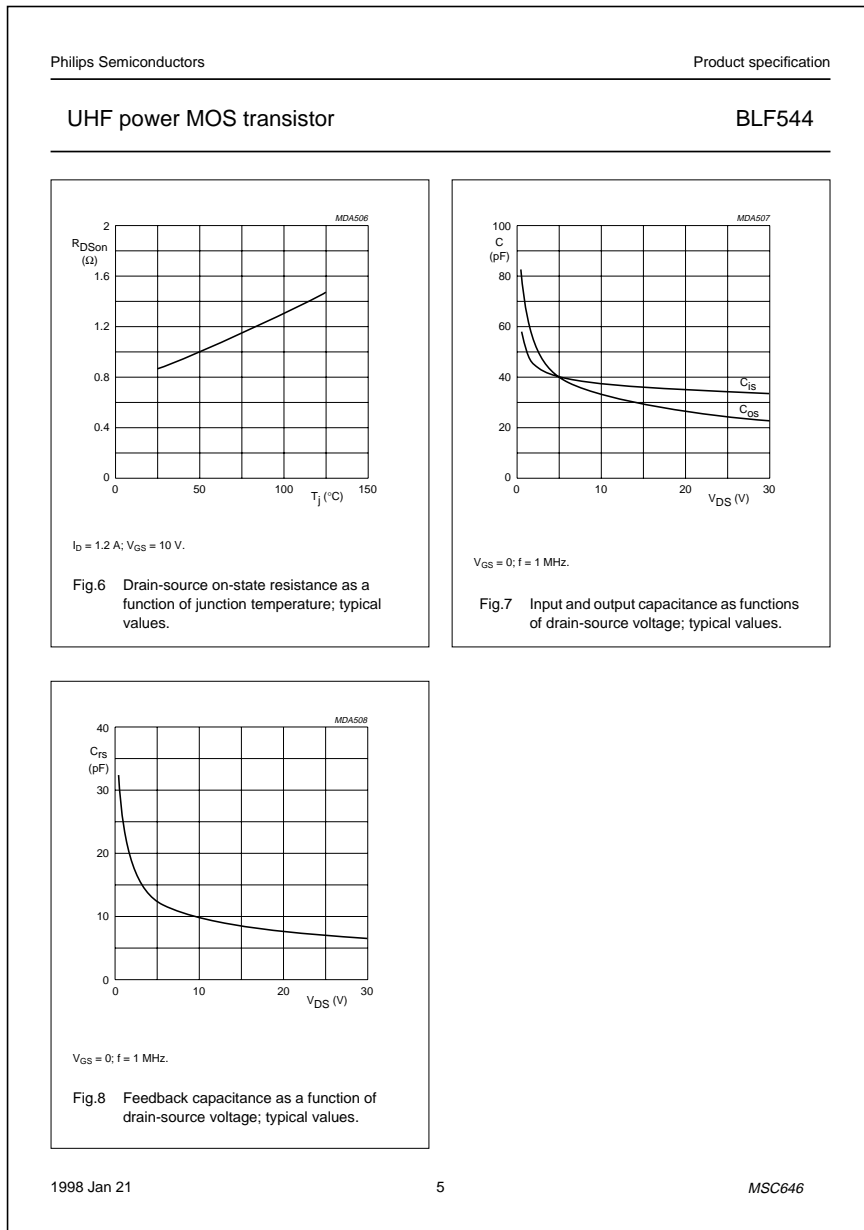 Philips Semiconductors Product specification
UHF power MOS transistor BLF544
MDA506
2
RDSon
(Ω)
1.6
1.2
0.8
0.4
0
0 50 100 150
Tj (°C)
ID = 1.2 A; VGS = 10 V.
Fig.6 Drain-source on-state resistance as a
function of junction temperature; typical
values.
MDA507
100
C
(pF)
80
60
40
20
0
Cis
Cos
0 10 20 30
VDS (V)
VGS = 0; f = 1 MHz.
Fig.7 Input and output capacitance as functions
of drain-source voltage; typical values.
MDA508
40
Crs
(pF)
30
20
10
0
0 10 20 30
VDS (V)
VGS = 0; f = 1 MHz.
Fig.8 Feedback capacitance as a function of
drain-source voltage; typical values.
1998 Jan 21 5 MSC646